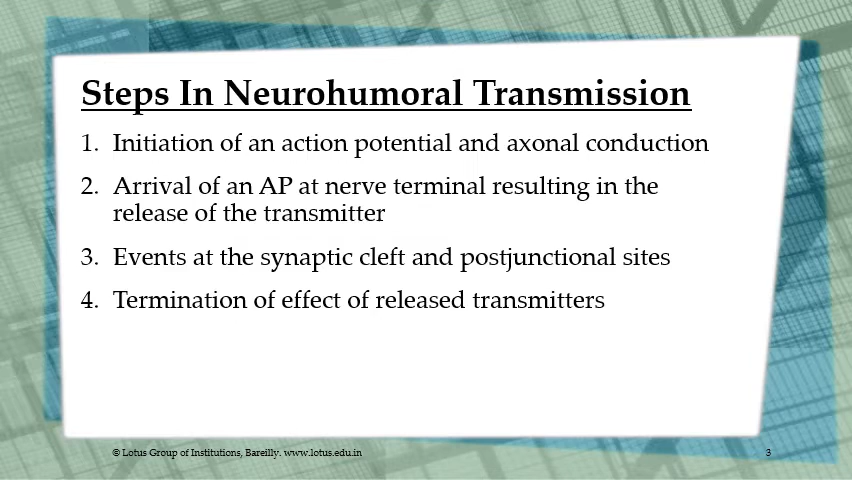 Steps In Neurohumoral Transmission
1. Initiation of an action potential and axonal conduction
2. Arrival of an AP at nerve terminal resulting in the
release of the transmitter
3. Events at the synaptic cleft and postjunctional sites
4. Termination of effect of released transmitters
© Lotus Group of Institutions, Bareilly. www.lotus.edu.in
3